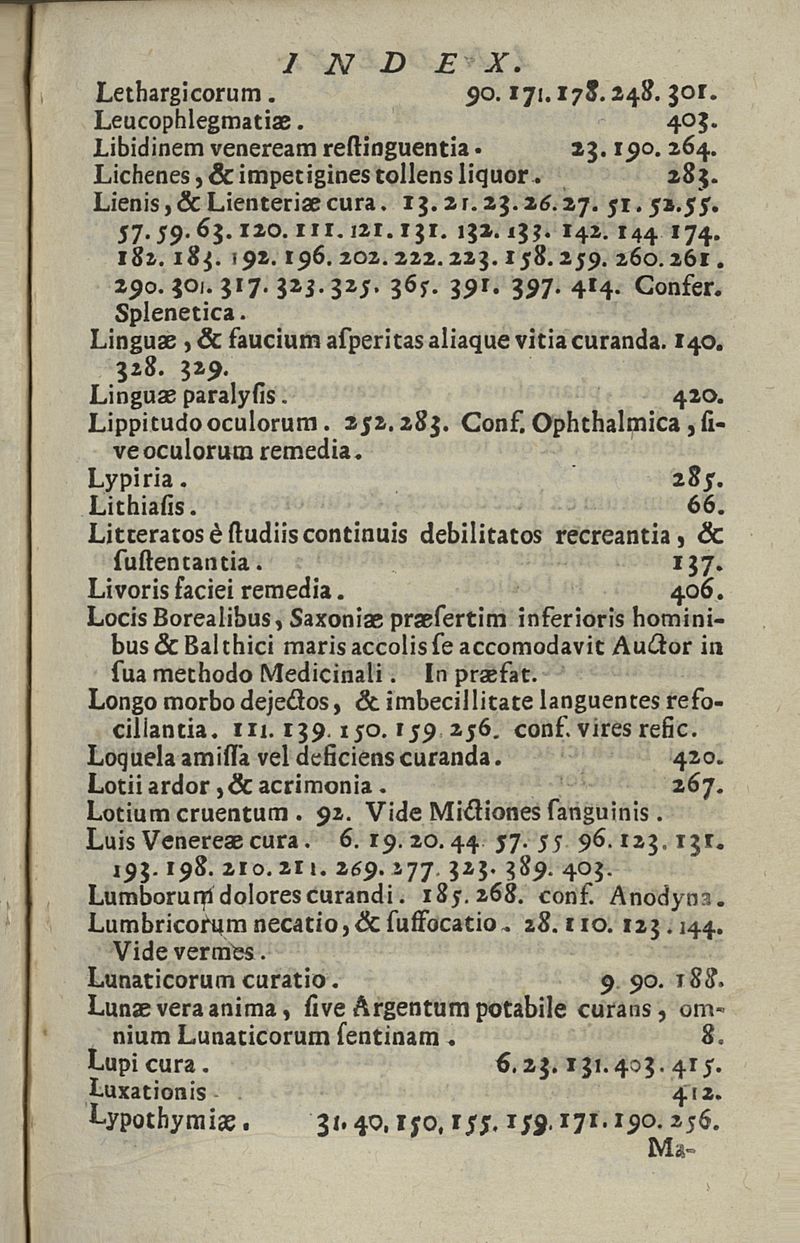 INDEX.
Lethargicorum. 90. 171. 178. 248. 301.
Leucophlegmatiæ. 403.
Libidinem veneream reſtinguentia. 23. 190. 264.
Lichenes, & impetigines tollens liquor. 283.
Lienis, & Lienteriæ cura. 13. 21. 23. 26. 27. 51. 52. 55.
57. 59. 63. 120. 111. 121. 131. 132. 133. 142. 144 174.
182. 183. 192. 196. 202. 222. 223. 158. 259. 260. 261.
290. 301. 317. 323. 325. 365. 391. 397. 414. Confer.
Splenetica.
Linguæ, & faucium aſperitas aliaque vitia curanda. 140.
328. 329.
Linguæ paralyſis. 420.
Lippitudo oculorum. 252. 283. Conf. Ophthalmica, ſi-
ve oculorum remedia.
Lypiria. 285.
Lithiaſis. 66.
Litteratos è ſtudiis continuis debilitatos recreantia, &
ſuſtentantia. 137.
Livoris faciei remedia. 406.
Locis Borealibus, Saxoniæ præſertim inferioris homini-
bus & Balthici maris accolis ſe accomodavit Auctor in
ſua methodo Medicinali. In præfat.
Longo morbo dejectos, & imbecillitate languentes refo-
cillantia. 111. 139. 150. 159. 256. conf. vires refic.
Loquela amiſſa vel deficiens curanda. 420.
Lotii ardor, & acrimonia. 267.
Lotium cruentum. 92. Vide Mictiones ſanguinis.
Luis Venereæ cura. 6. 19. 20. 44. 57. 55. 96. 123. 131.
193. 198. 210. 211. 269. 277. 323. 389. 403.
Lumborum dolores curandi. 185. 268. conf. Anodyna.
Lumbricorum necatio, & ſuffocatio. 28. 110. 123. 144.
Vide vermes.
Lunaticorum curatio. 9. 90. 188.
Lunæ vera anima, ſive Argentum potabile curans, om-
nium Lunaticorum ſentinam. 8.
Lupi cura. 6. 23. 131. 403. 415.
Luxationis 412.
Lypothymiæ. 31. 40. 150. 155. 159. 171. 190. 256.
Ma-